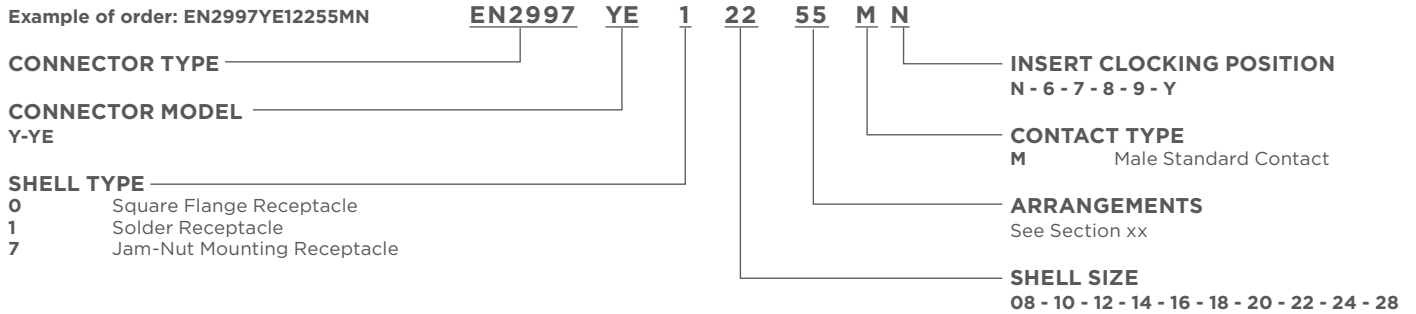 Example of order: EN2997YE12255MN
EN2997 YE 1 22 55 M N
CONNECTOR TYPE
CONNECTOR MODEL
Y-YE
SHELL TYPE
0 Square Flange Receptacle
1 Solder Receptacle
7 Jam-Nut Mounting Receptacle
INSERT CLOCKING POSITION
N - 6 - 7 - 8 - 9 - Y
CONTACT TYPE
M Male Standard Contact
ARRANGEMENTS
See Section xx
SHELL SIZE
08 - 10 - 12 - 14 - 16 - 18 - 20 - 22 - 24 - 28